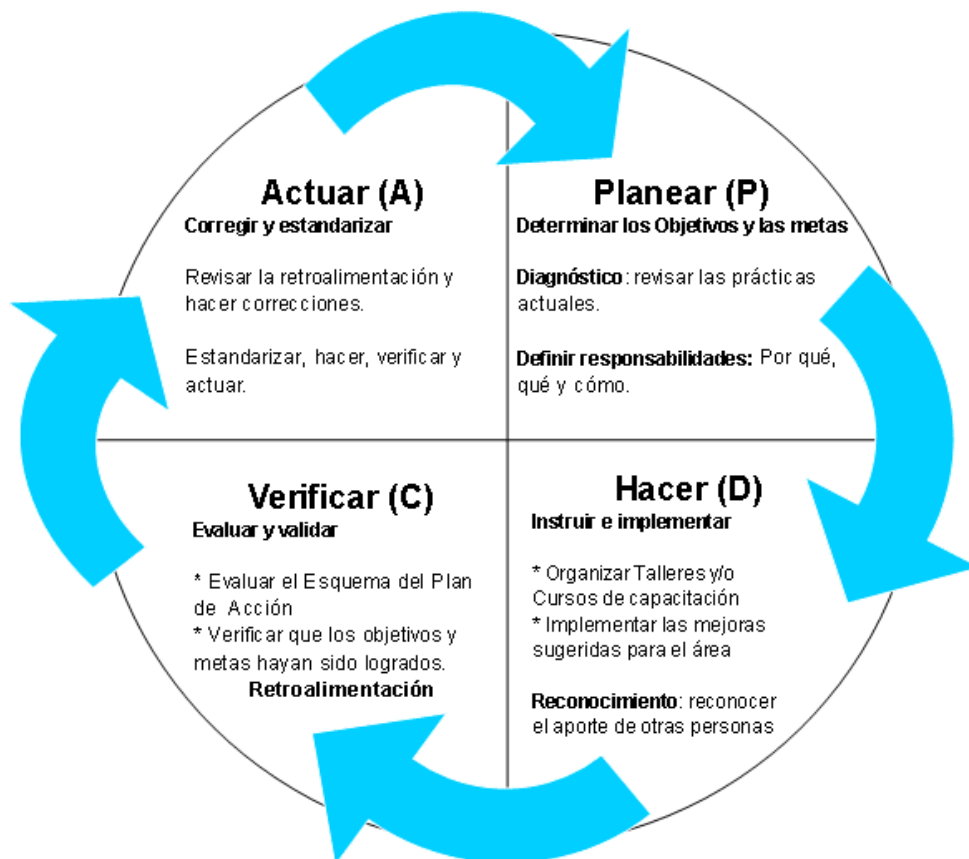 Actuar (A)
Corregir y estandarizar
Revisar la retroalimentación y
hacer correcciones.
Estandarizar, hacer, verificar y
actuar.
Planear (P)
Determinar los Objetivos y las metas
Diagnóstico: revisar las prácticas
actuales.
Definir responsabilidades: Por qué,
qué y cómo.
Verificar (C)
Evaluar y validar
* Evaluar el Esquema del Plan
de Acción
* Verificar que los objetivos y
metas hayan sido logrados.
Retroalimentación
Hacer (D)
Instruir e implementar
* Organizar Talleres y/o
Cursos de capacitación
* Implementar las mejoras
sugeridas para el área
Reconocimiento: reconocer
el aporte de otras personas